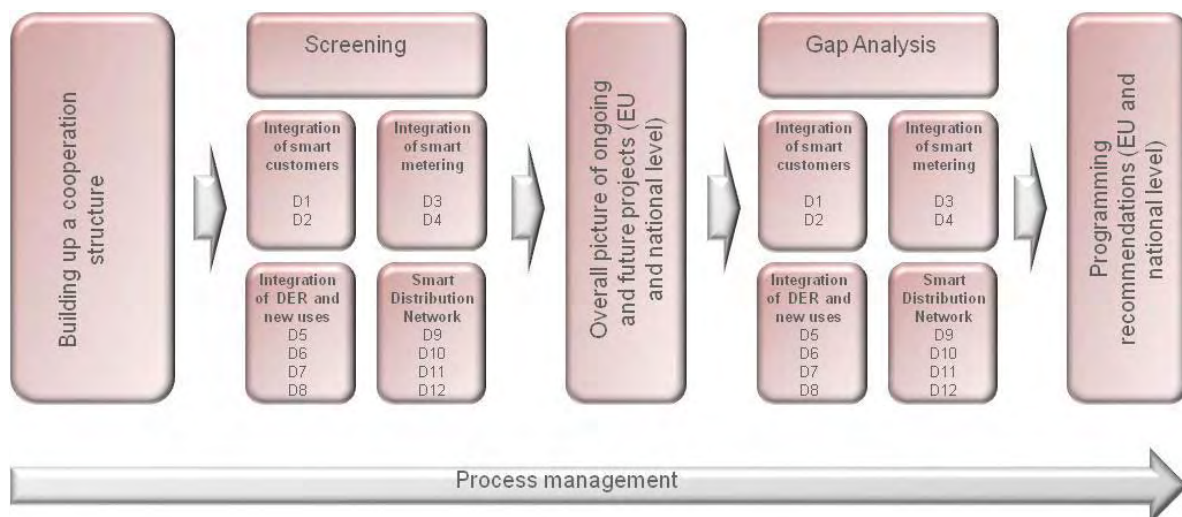 Building up a cooperation
structure
Screening
Integration
of smart
customers
D1
D2
Integration
of smart
metering
D3
D4
Integration
of DER and
new uses
D5
D6
D7
D8
Smart
Distribution
Network
D9
D10
D11
D12
Overall picture of ongoing
and future projects (EU
and national level)
Gap Analysis
Integration
of smart
customers
D1
D2
Integration
of smart
metering
D3
D4
Integration
of DER and
new uses
D5
D6
D7
D8
Smart
Distribution
Network
D9
D10
D11
D12
Programming
recommendations (EU and
national level)
Process management